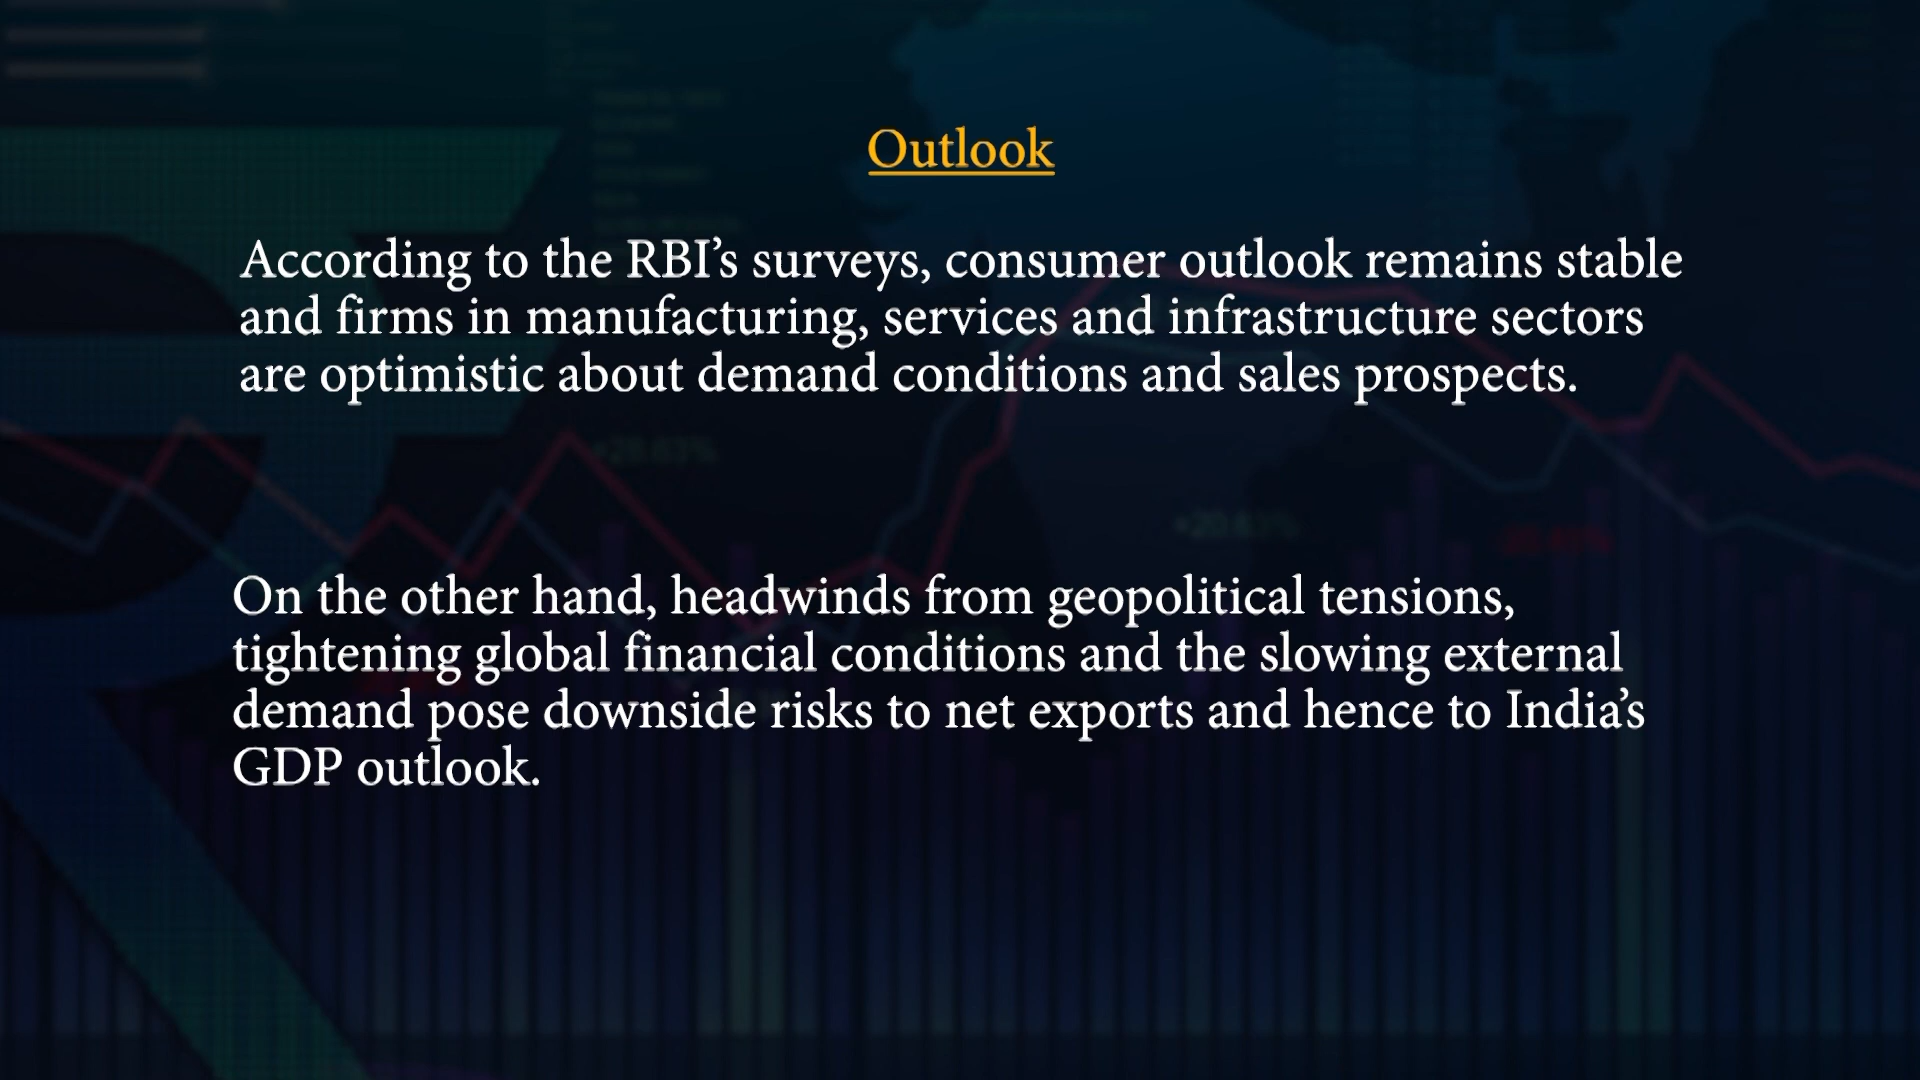 Outlook
According to the RBI’s surveys, consumer outlook remains stable
and firms in manufacturing, services and infrastructure sectors
are optimistic about demand conditions and sales prospects.
+20.63%
On the other hand, headwinds from geopolitical tensions,
tightening global financial conditions and the slowing external
demand pose downside risks to net exports and hence to India’s
GDP outlook.